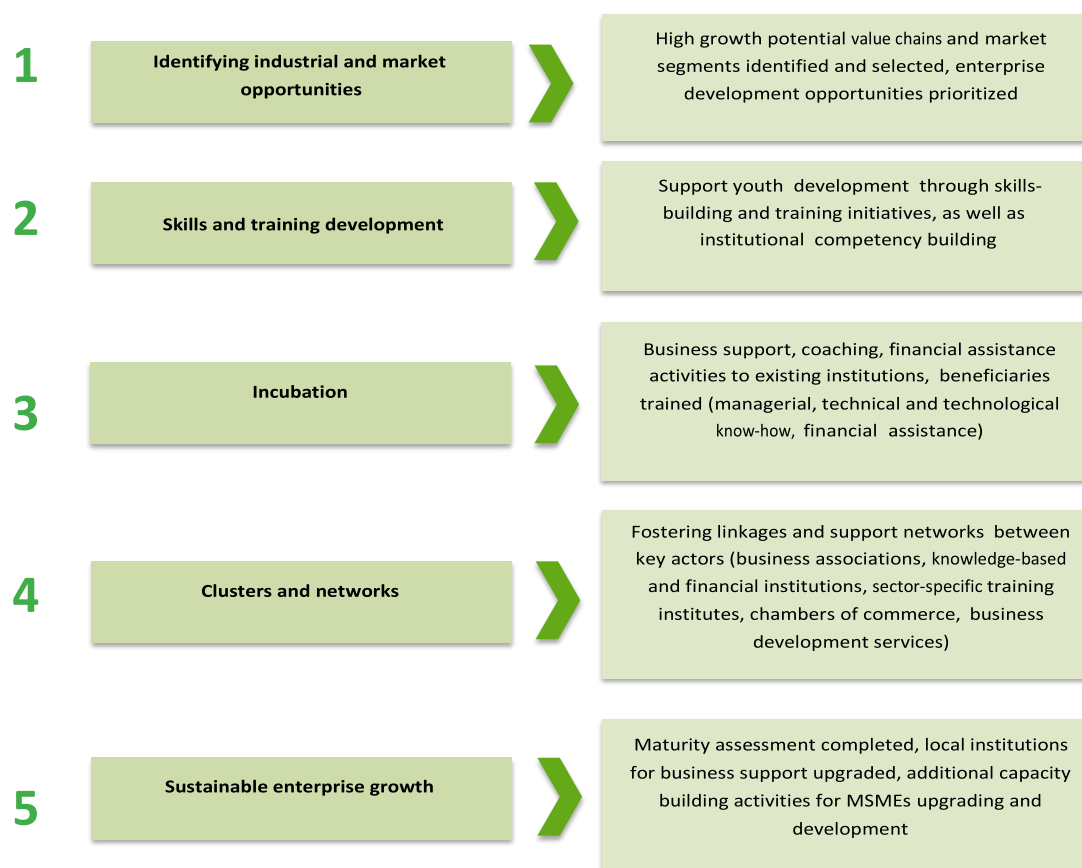 1
Identifying industrial and market
opportunities
High growth potential value chains and market
segments identified and selected, enterprise
development opportunities prioritized
2
Skills and training development
Support youth development through skills-
building and training initiatives, as well as
institutional competency building
3
Incubation
Business support, coaching, financial assistance
activities to existing institutions, beneficiaries
trained (managerial, technical and technological
know-how, financial assistance)
4
Clusters and networks
Fostering linkages and support networks between
key actors (business associations, knowledge-based
and financial institutions, sector-specific training
institutes, chambers of commerce, business
development services)
5
Sustainable enterprise growth
Maturity assessment completed, local institutions
for business support upgraded, additional capacity
building activities for MSMEs upgrading and
development